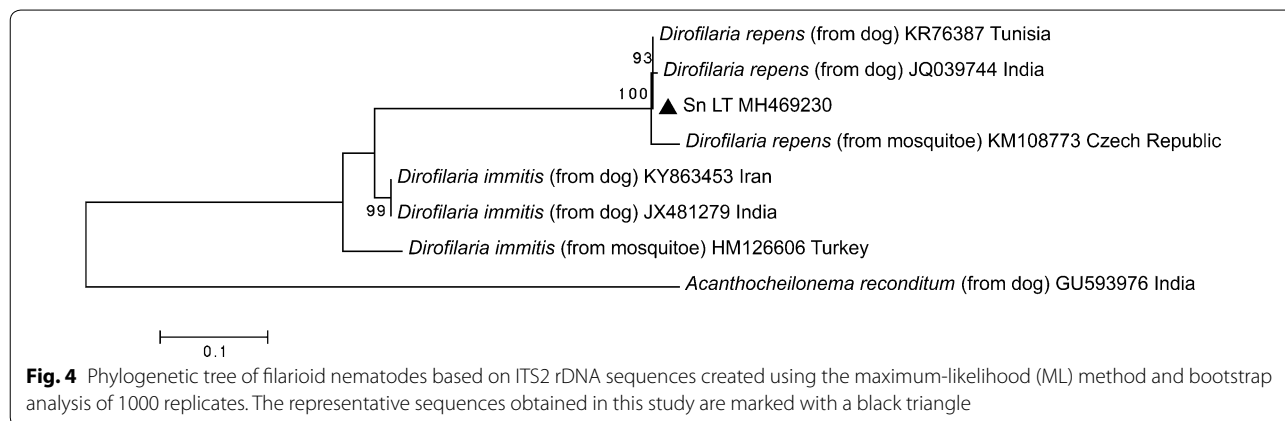 Dirofilaria repens (from dog) KR76387 Tunisia
93
Dirofilaria repens (from dog) JQ039744 India
100
Sn LT MH469230
Dirofilaria repens (from mosquitoe) KM108773 Czech Republic
Dirofilaria immitis (from dog) KY863453 Iran
99
Dirofilaria immitis (from dog) JX481279 India
Dirofilaria immitis (from mosquitoe) HM126606 Turkey
Acanthocheilonema reconditum (from dog) GU593976 India
0.1
Fig. 4 Phylogenetic tree of filarioid nematodes based on ITS2 rDNA sequences created using the maximum-likelihood (ML) method and bootstrap
analysis of 1000 replicates. The representative sequences obtained in this study are marked with a black triangle